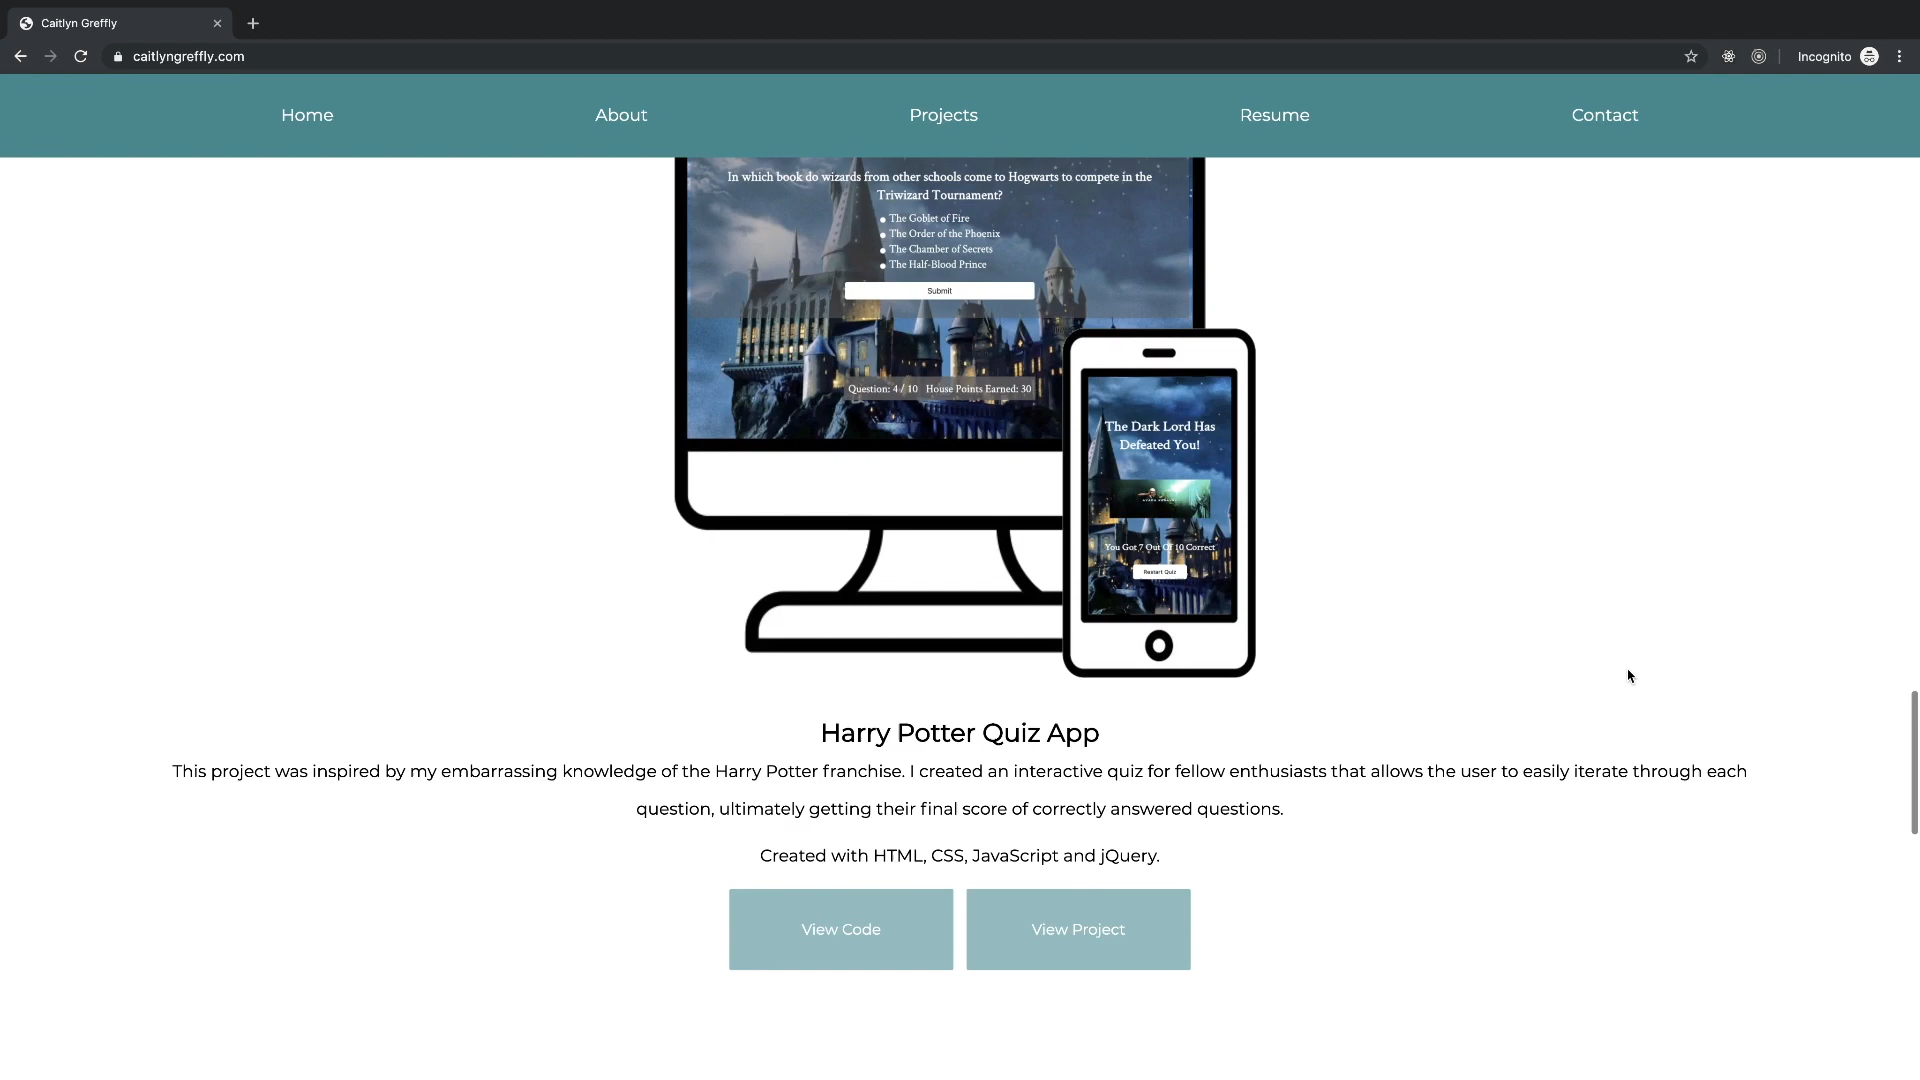 Caitlyn Greffly
caitlyngreffly.com
Incognito
Home About Projects Resume Contact
In which book do wizards from other schools come to Hogwarts to compete in the
Triwizard Tournament?
The Goblet of Fire
The Order of the Phoenix
The Chamber of Secrets
The Half-Blood Prince
Submit
Question: 4 / 10 House Points Earned: 30
The Dark Lord Has
Defeated You!
You Got 7 Out Of 10 Correct
Restart Quiz
Harry Potter Quiz App
This project was inspired by my embarrassing knowledge of the Harry Potter franchise. I created an interactive quiz for fellow enthusiasts that allows the user to easily iterate through each
question, ultimately getting their final score of correctly answered questions.
Created with HTML, CSS, JavaScript and jQuery.
View Code View Project